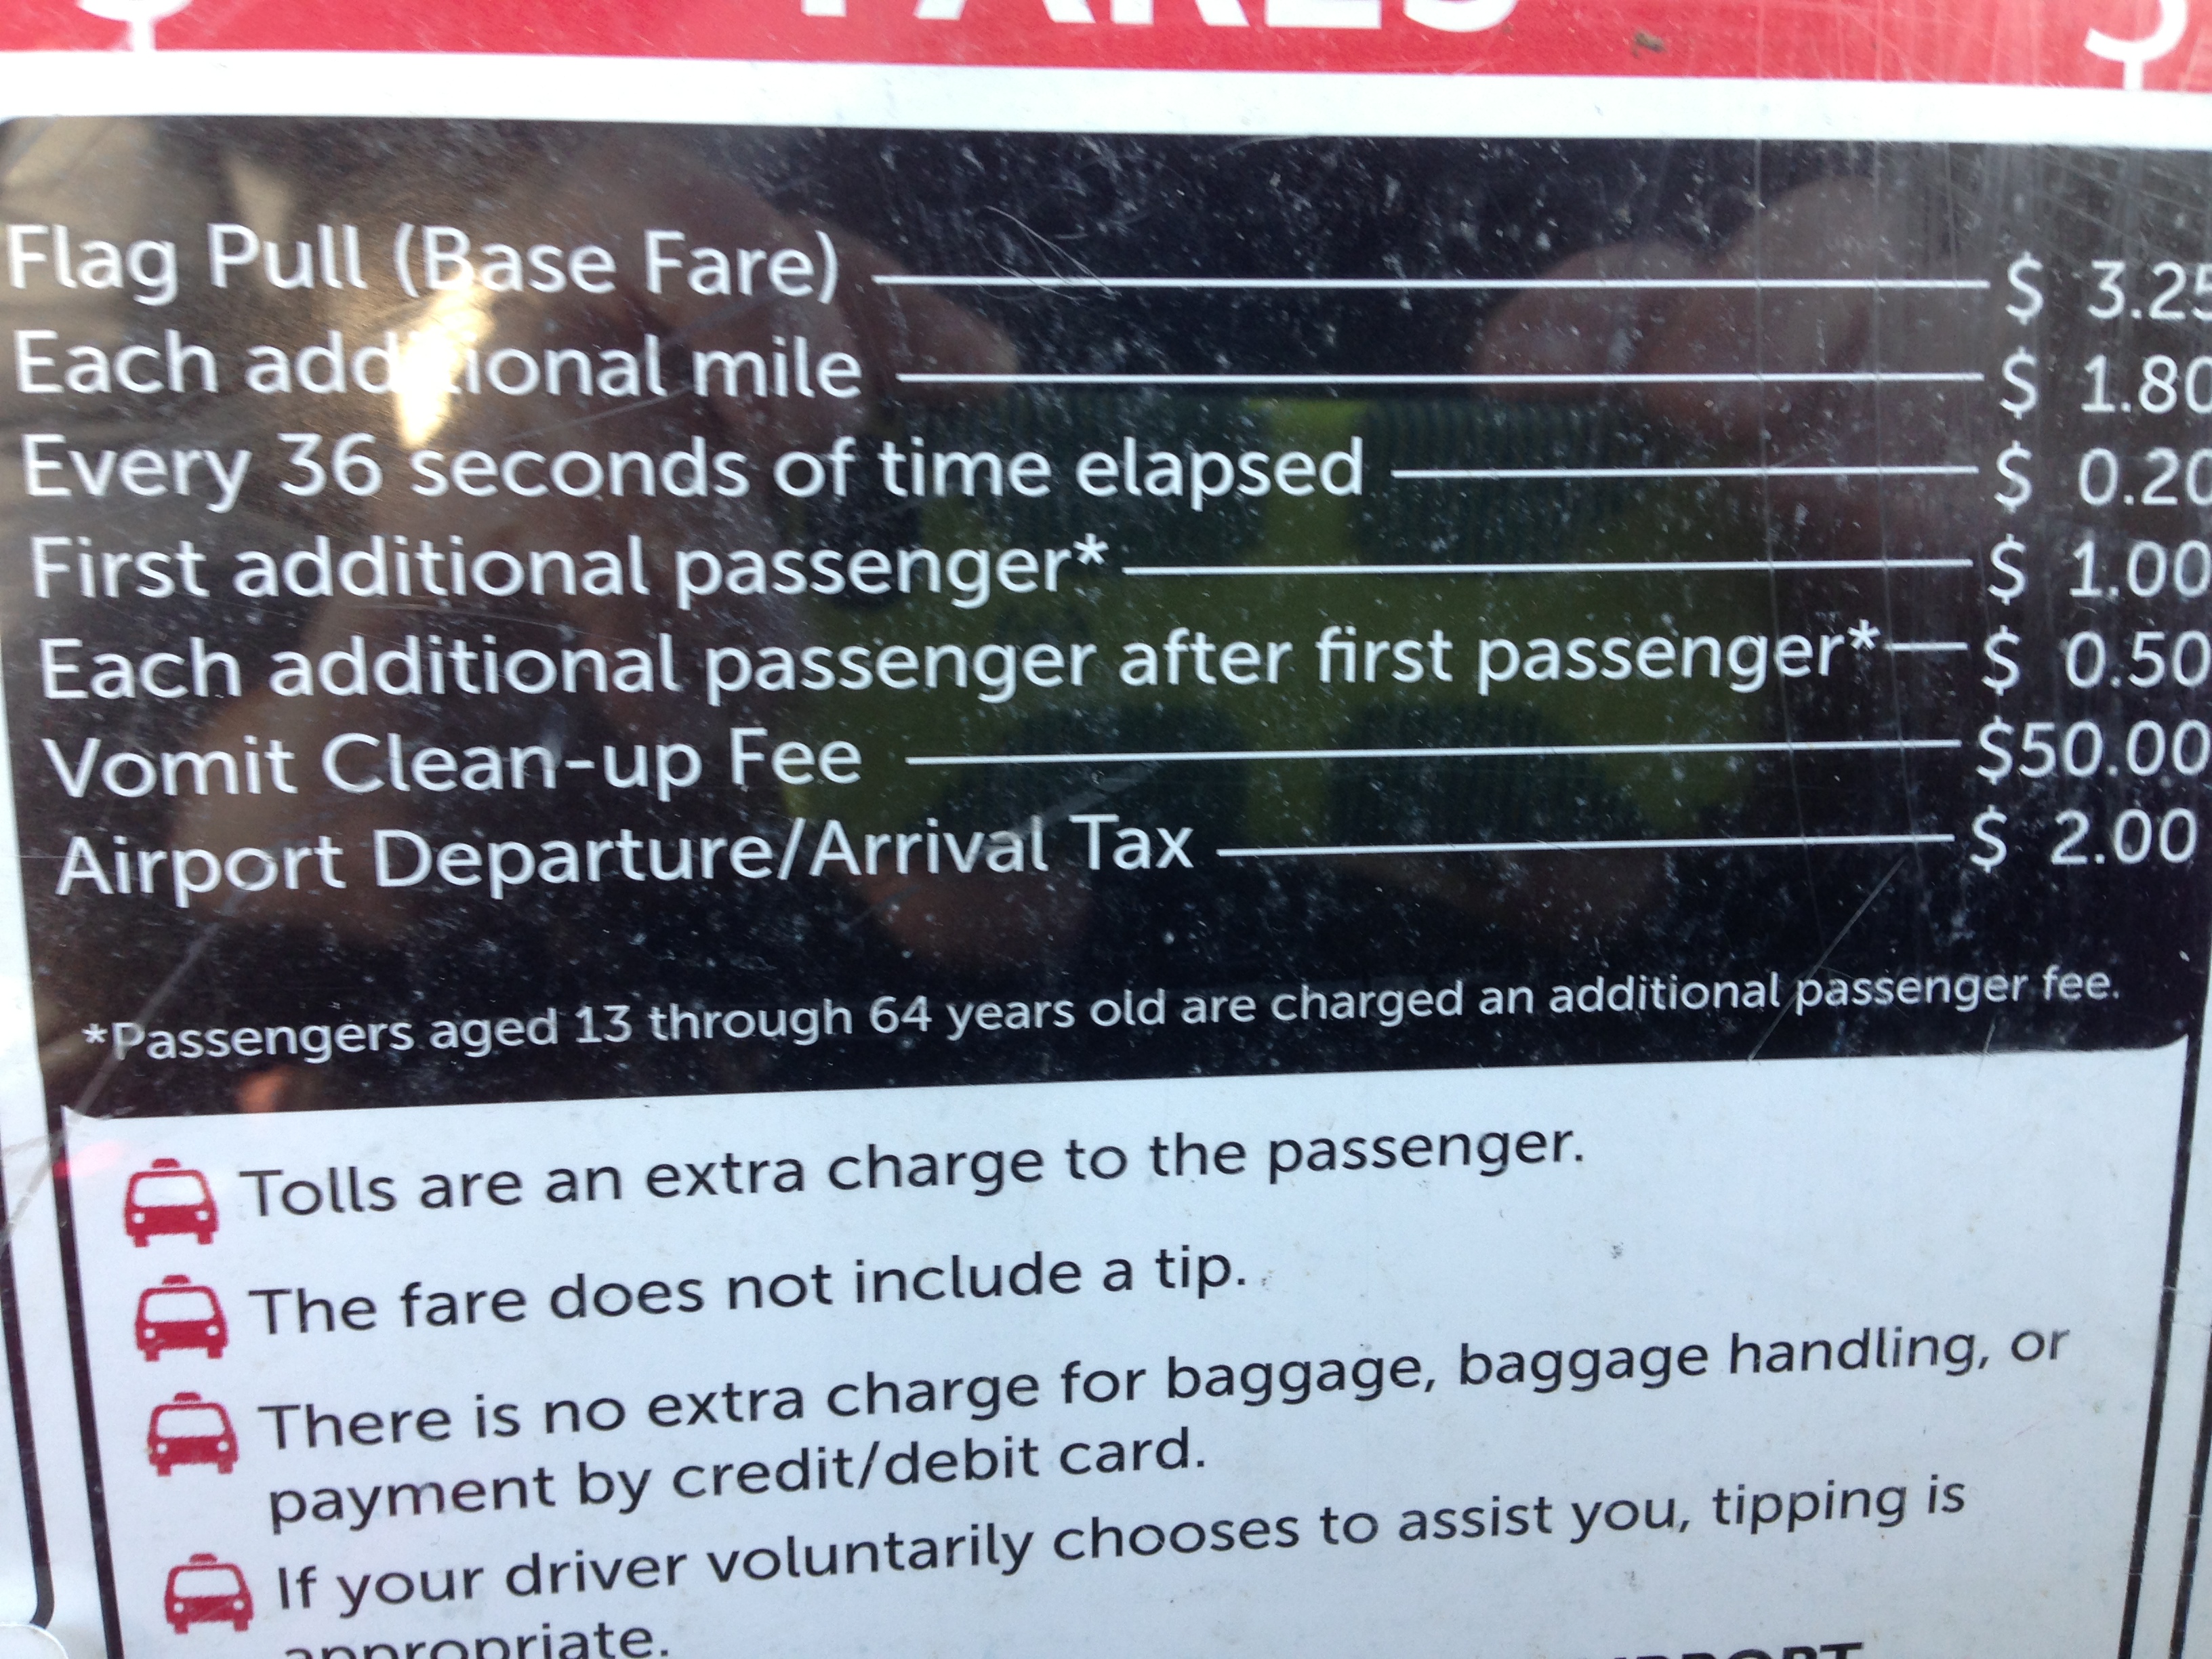 FARES
Flag Pull (Base Fare) $ 3.25
Each additional mile $ 1.80
Every 36 seconds of time elapsed $ 0.20
First additional passenger* $ 1.00
Each additional passenger after first passenger* $ 0.50
Vomit Clean-up Fee $50.00
Airport Departure/Arrival Tax $ 2.00
*Passengers aged 13 through 64 years old are charged an additional passenger fee.
Tolls are an extra charge to the passenger.
The fare does not include a tip.
There is no extra charge for baggage, baggage handling, or
payment by credit/debit card.
If your driver voluntarily chooses to assist you, tipping is
appropriate.